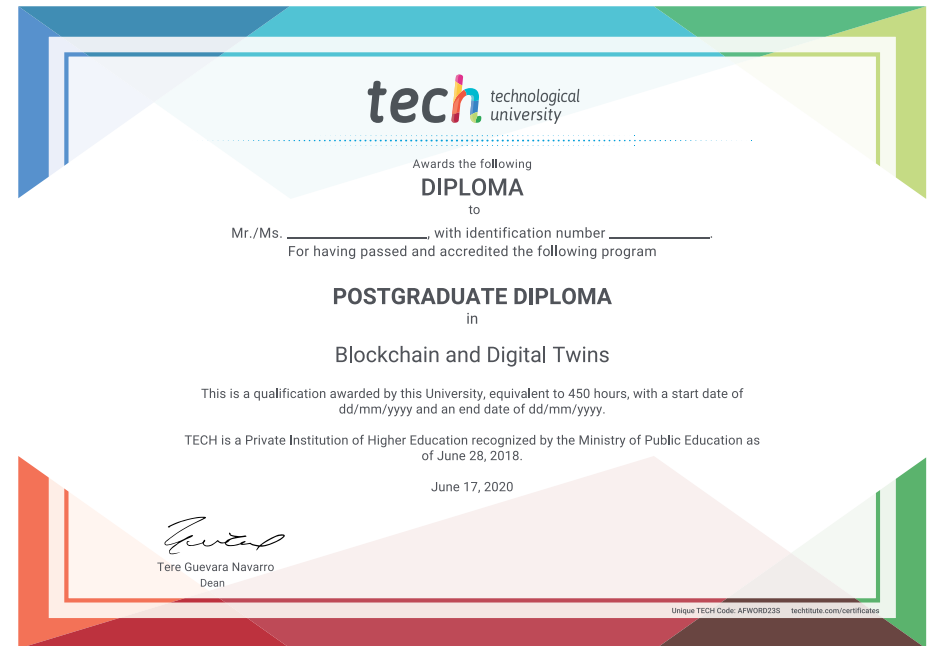 tech technological
university
Awards the following
DIPLOMA
to
Mr./Ms. ____________________, with identification number ______________.
For having passed and accredited the following program
POSTGRADUATE DIPLOMA
in
Blockchain and Digital Twins
This is a qualification awarded by this University, equivalent to 450 hours, with a start date of
dd/mm/yyyy and an end date of dd/mm/yyyy.
TECH is a Private Institution of Higher Education recognized by the Ministry of Public Education as
of June 28, 2018.
June 17, 2020
Tere Guevara Navarro
Dean
Unique TECH Code: AFWORD23S techtitute.com/certificates